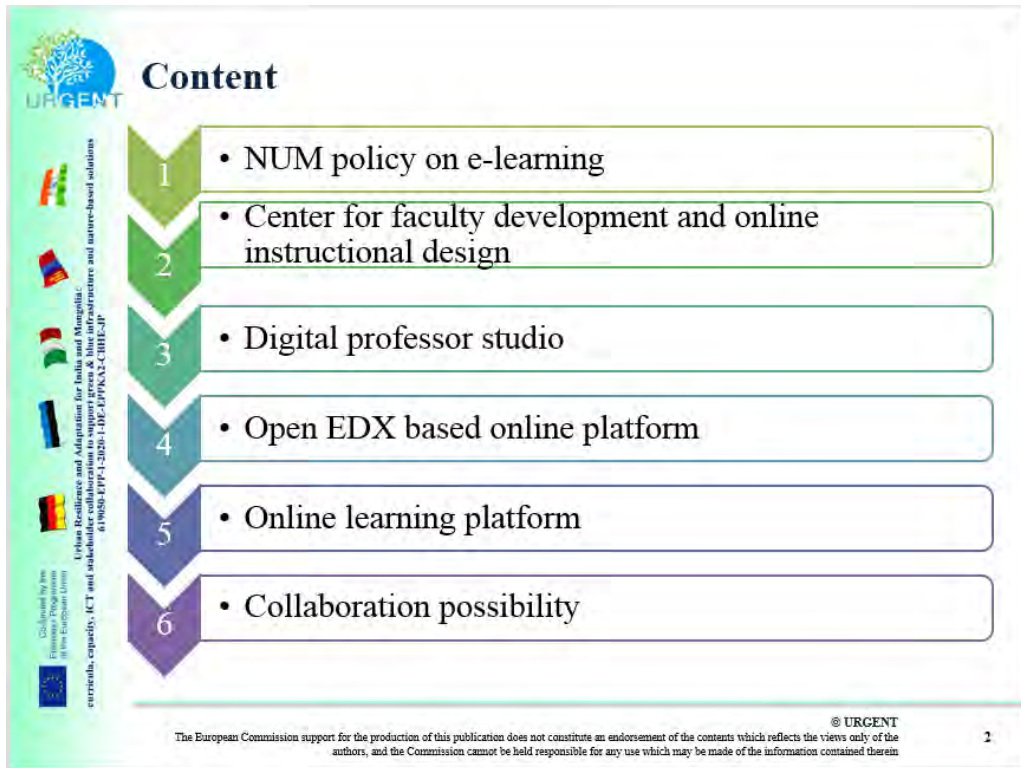 URGENT
Content
1
• NUM policy on e-learning
2
• Center for faculty development and online
instructional design
3
• Digital professor studio
4
• Open EDX based online platform
5
• Online learning platform
6
• Collaboration possibility
Urban Resilience and Adaptation for India and Mongolia:
curricula, capacity, ICT and stakeholder collaboration to support green & blue infrastructure and nature-based solutions
619050-EPP-1-2020-1-DE-EPPKA2-CBHE-JP
Co-funded by the
Erasmus+ Programme
of the European Union
© URGENT
The European Commission support for the production of this publication does not constitute an endorsement of the contents which reflects the views only of the
authors, and the Commission cannot be held responsible for any use which may be made of the information contained therein
2